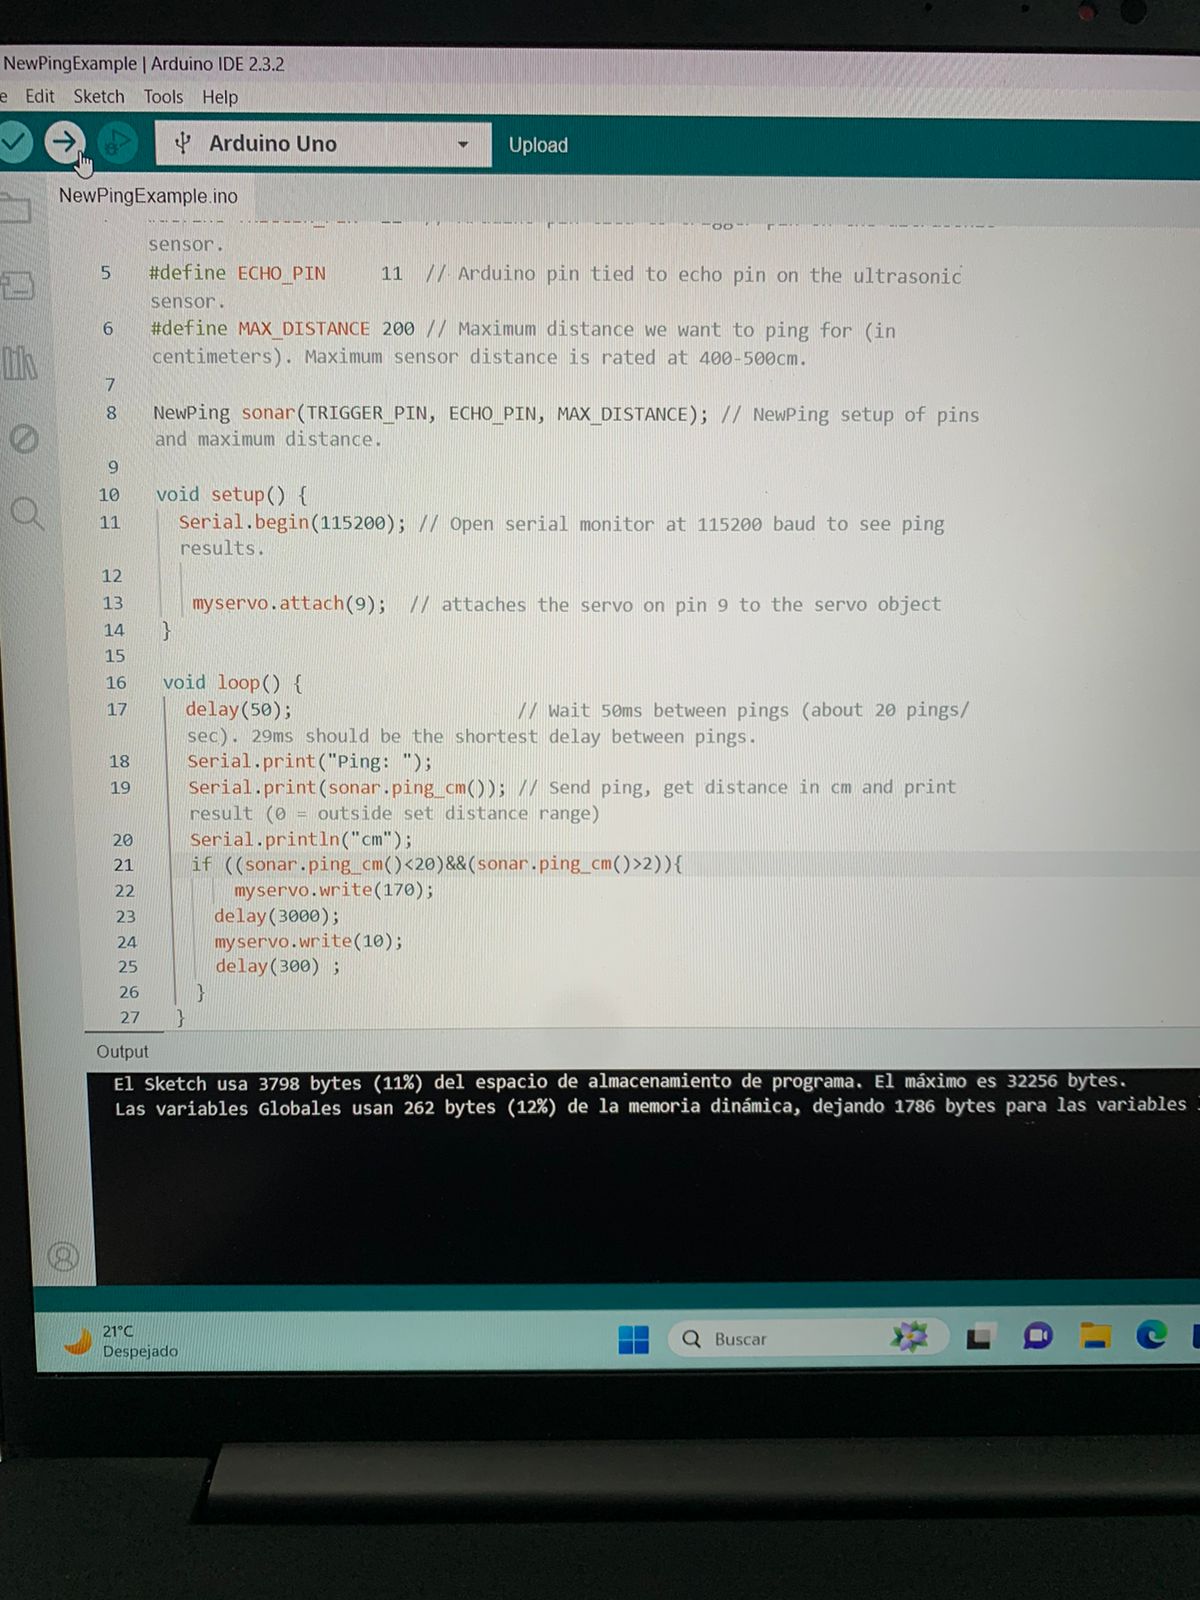 NewPingExample | Arduino IDE 2.3.2
e Edit Sketch Tools Help
Arduino Uno Upload
NewPingExample.ino
sensor.
5 #define ECHO_PIN 11 // Arduino pin tied to echo pin on the ultrasonic
sensor.
6 #define MAX_DISTANCE 200 // Maximum distance we want to ping for (in
centimeters). Maximum sensor distance is rated at 400-500cm.
7
8 NewPing sonar(TRIGGER_PIN, ECHO_PIN, MAX_DISTANCE); // NewPing setup of pins
and maximum distance.
9
10 void setup() {
11 Serial.begin(115200); // Open serial monitor at 115200 baud to see ping
results.
12
13 myservo.attach(9); // attaches the servo on pin 9 to the servo object
14 }
15
16 void loop() {
17 delay(50); // Wait 50ms between pings (about 20 pings/
sec). 29ms should be the shortest delay between pings.
18 Serial.print("Ping: ");
19 Serial.print(sonar.ping_cm()); // Send ping, get distance in cm and print
result (0 = outside set distance range)
20 Serial.println("cm");
21 if ((sonar.ping_cm()<20)&&(sonar.ping_cm()>2)){
22 myservo.write(170);
23 delay(3000);
24 myservo.write(10);
25 delay(300) ;
26 }
27 }
Output
El Sketch usa 3798 bytes (11%) del espacio de almacenamiento de programa. El máximo es 32256 bytes.
Las variables Globales usan 262 bytes (12%) de la memoria dinámica, dejando 1786 bytes para las variables
21°C
Despejado
Buscar